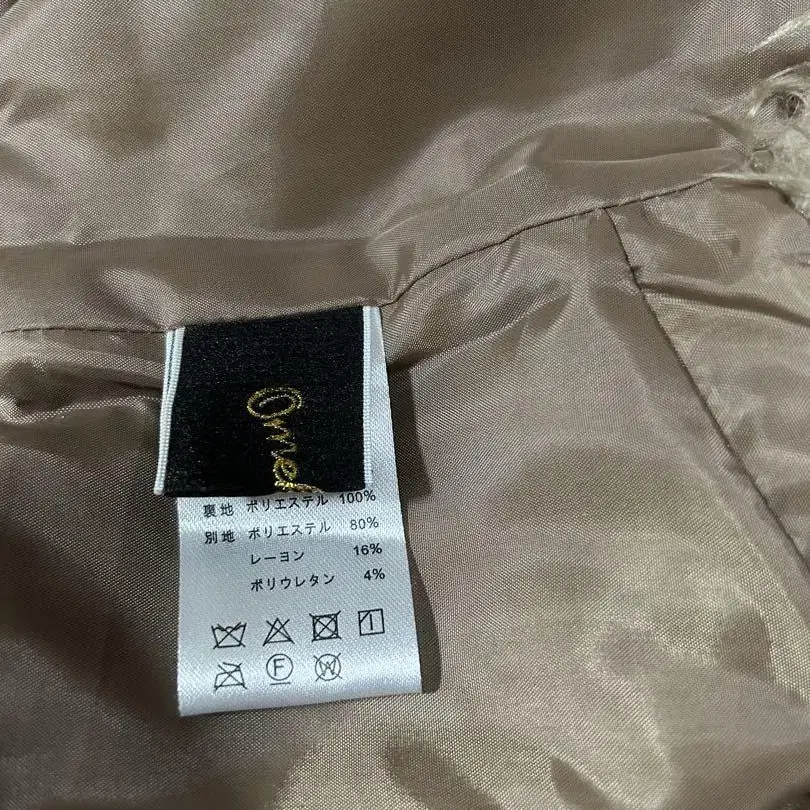 裏地 ポリエステル 100%
別地 ポリエステル 80%
レーヨン 16%
ポリウレタン 4%
F
W